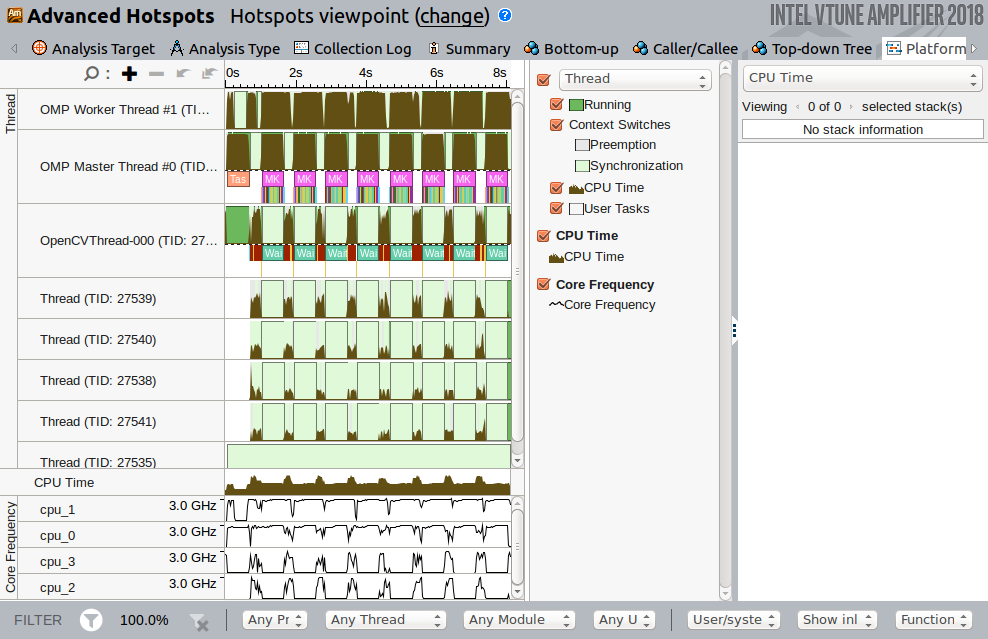 Am Advanced Hotspots Hotspots viewpoint (change) ? INTEL VTUNE AMPLIFIER 2018
Analysis Target Analysis Type Collection Log Summary Bottom-up Caller/Callee Top-down Tree Platform
0s 2s 4s 6s 8s
Thread
OMP Worker Thread #1 (TI...
OMP Master Thread #0 (TID...
Tas MK MK MK MK MK MK MK MK
OpenCVThread-000 (TID: 27...
Wai Wai Wai Wai Wai Wai Wai Wai
Thread (TID: 27539)
Thread (TID: 27540)
Thread (TID: 27538)
Thread (TID: 27541)
Thread (TID: 27535)
CPU Time
Core Frequency
cpu_1 3.0 GHz
cpu_0 3.0 GHz
cpu_3 3.0 GHz
cpu_2 3.0 GHz
Thread
Running
Context Switches
Preemption
Synchronization
CPU Time
User Tasks
CPU Time
CPU Time
Core Frequency
Core Frequency
CPU Time
Viewing 0 of 0 selected stack(s)
No stack information
FILTER 100.0% Any Pr Any Thread Any Module Any U User/syste Show inl Function